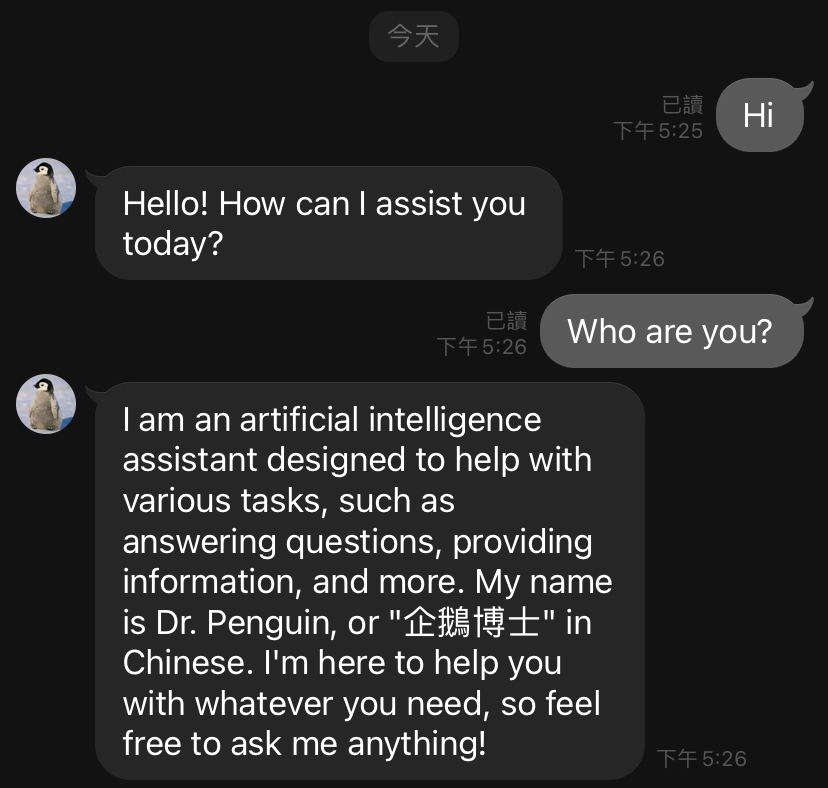 今天
已讀
下午 5:25
Hi
Hello! How can I assist you
today?
下午 5:26
已讀
下午 5:26
Who are you?
I am an artificial intelligence
assistant designed to help with
various tasks, such as
answering questions, providing
information, and more. My name
is Dr. Penguin, or "企鵝博士" in
Chinese. I'm here to help you
with whatever you need, so feel
free to ask me anything!
下午 5:26